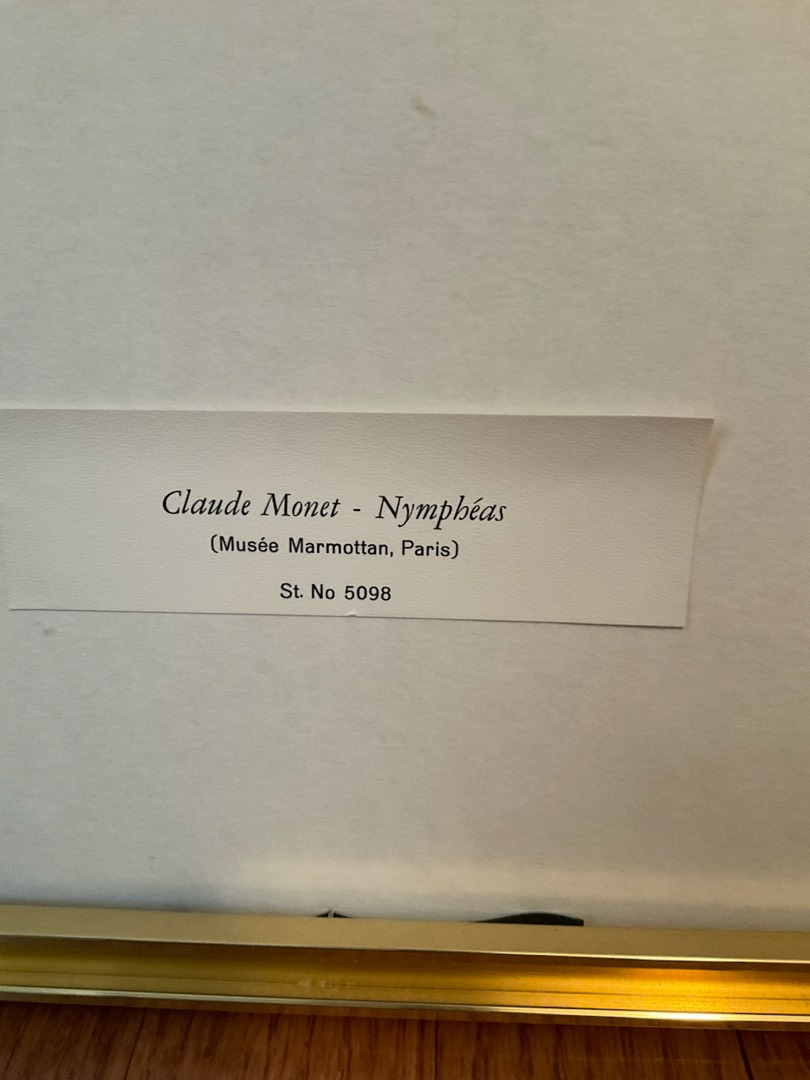 Claude Monet - Nymphéas
(Musée Marmottan, Paris)
St. No 5098